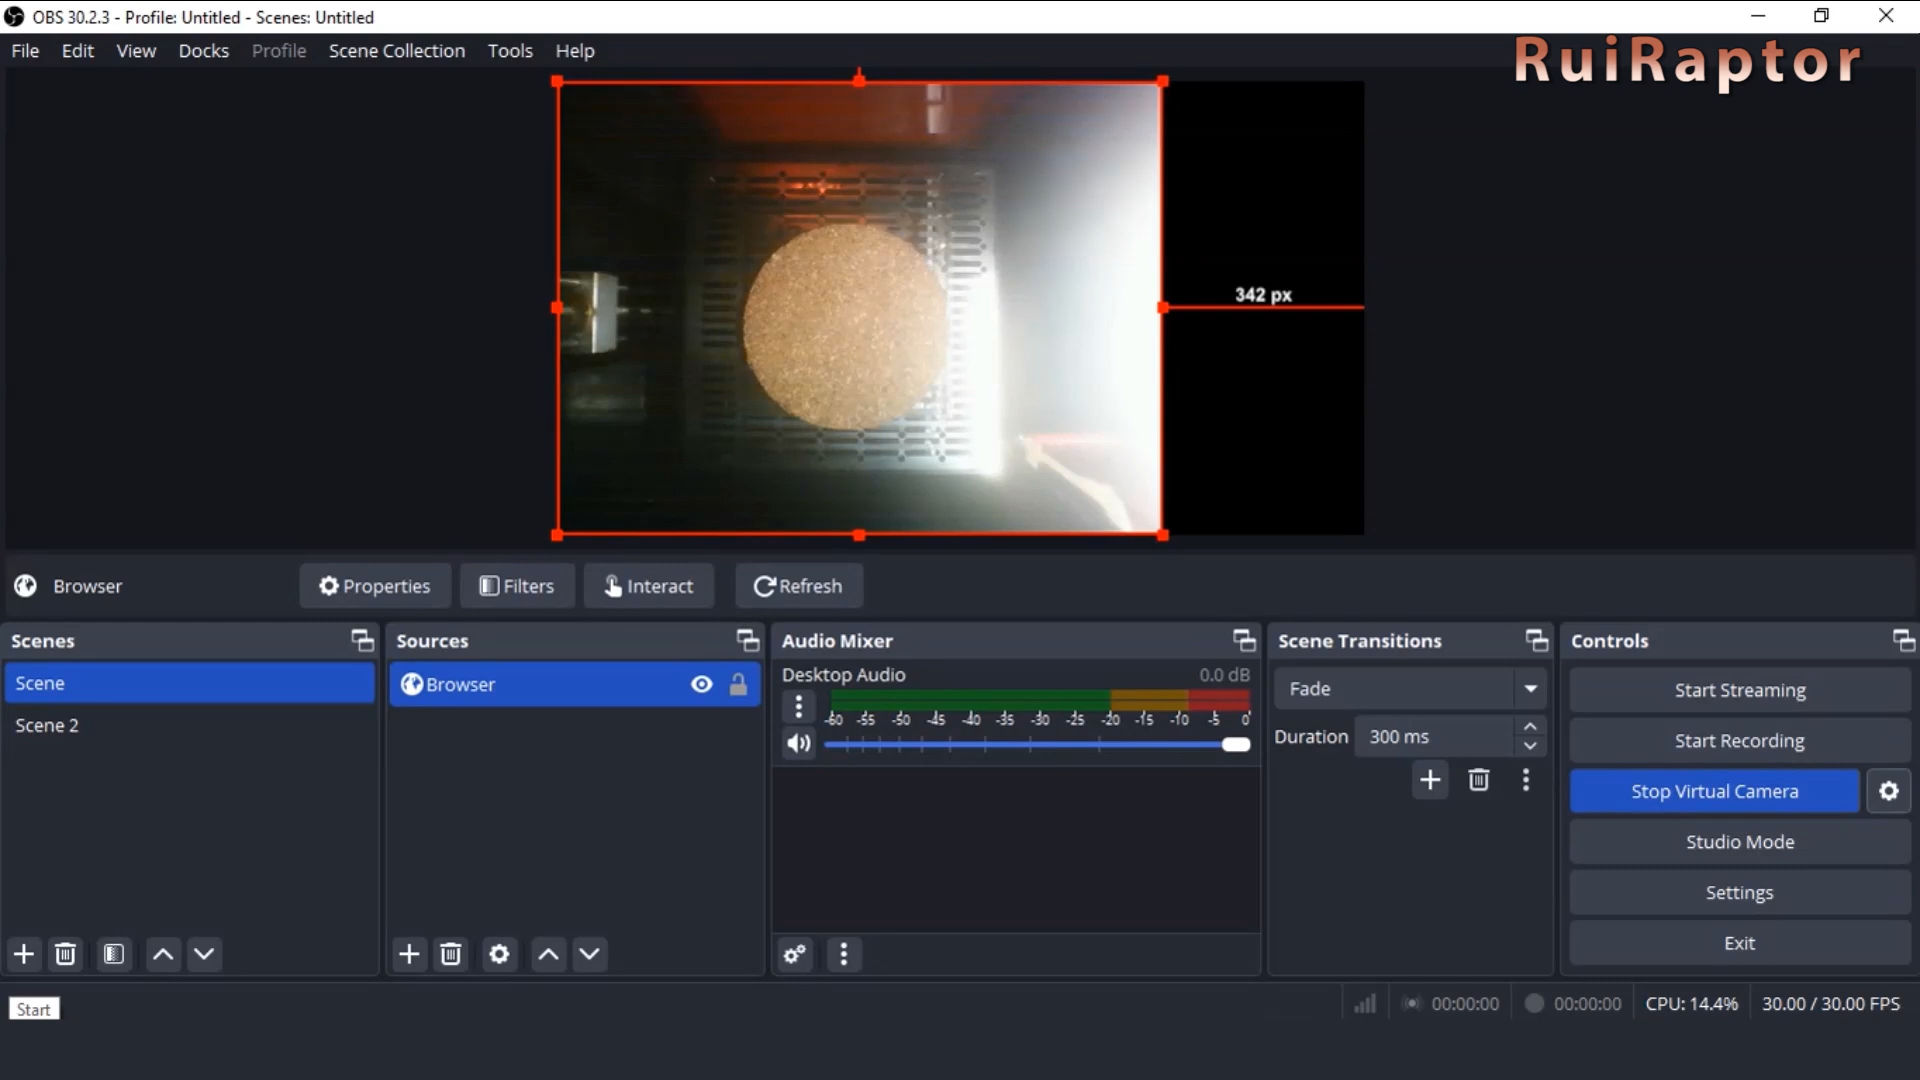 OBS 30.2.3 - Profile: Untitled - Scenes: Untitled
File Edit View Docks Profile Scene Collection Tools Help
RuiRaptor
342 px
Browser Properties Filters Interact Refresh
Scenes
Scene
Scene 2
Sources
Browser
Audio Mixer
Desktop Audio 0.0 dB
-60 -55 -50 -45 -40 -35 -30 -25 -20 -15 -10 -5 0
Scene Transitions
Fade
Duration 300 ms
Controls
Start Streaming
Start Recording
Stop Virtual Camera
Studio Mode
Settings
Exit
Start
00:00:00 00:00:00 CPU: 14.4% 30.00 / 30.00 FPS